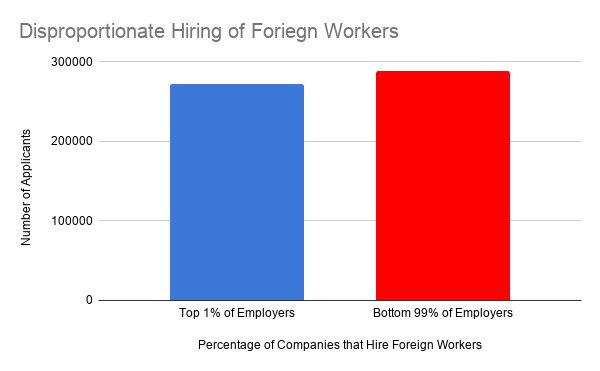 Disproportionate Hiring of Foriegn Workers
300000
200000
100000
0
Number of Applicants
Top 1% of Employers
Bottom 99% of Employers
Percentage of Companies that Hire Foreign Workers